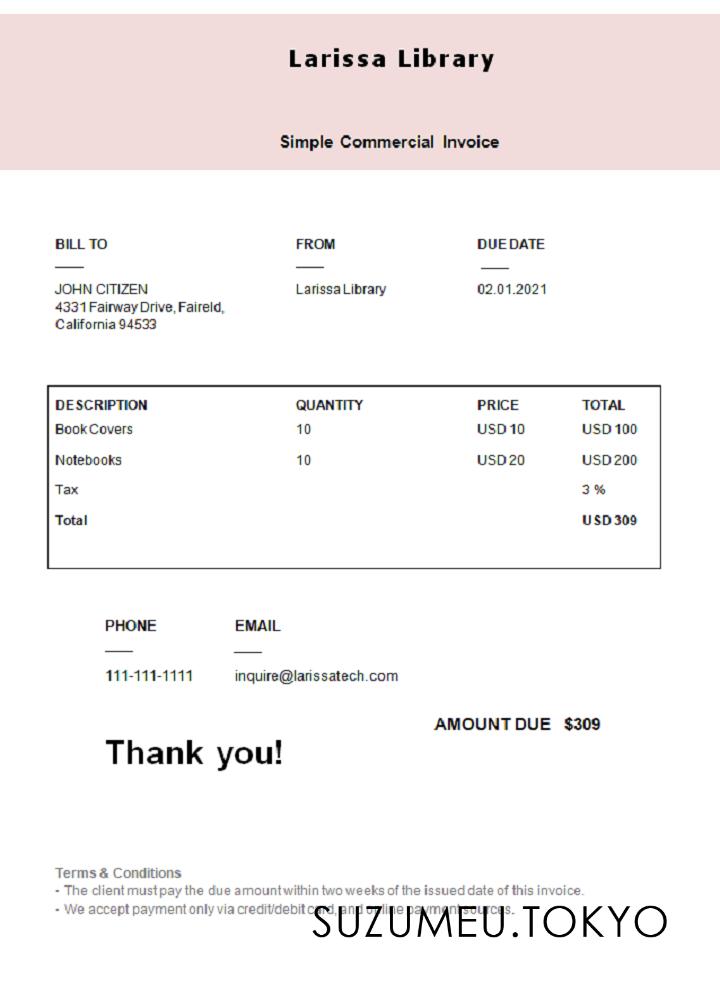 Larissa Library
Simple Commercial Invoice
BILL TO
JOHN CITIZEN
4331 Fairway Drive, Faireld,
California 94533
FROM
Larissa Library
DUE DATE
02.01.2021
DESCRIPTION QUANTITY PRICE TOTAL
Book Covers 10 USD 10 USD 100
Notebooks 10 USD 20 USD 200
Tax 3 %
Total USD 309
PHONE EMAIL
111-111-1111 inquire@larissatech.com
AMOUNT DUE $309
Thank you!
Terms & Conditions
- The client must pay the due amount within two weeks of the issued date of this invoice.
- We accept payment only via credit/debit card, and online payment sources.
SUZUMEU.TOKYO